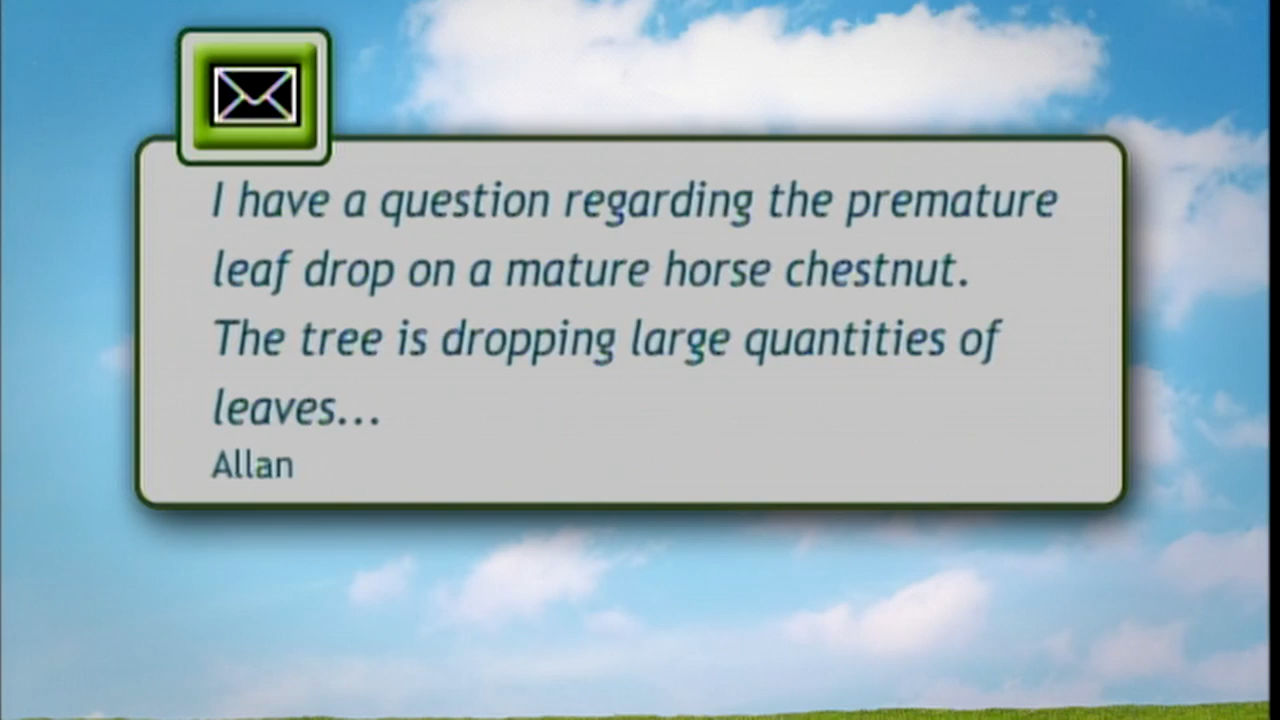 I have a question regarding the premature
leaf drop on a mature horse chestnut.
The tree is dropping large quantities of
leaves...
Allan